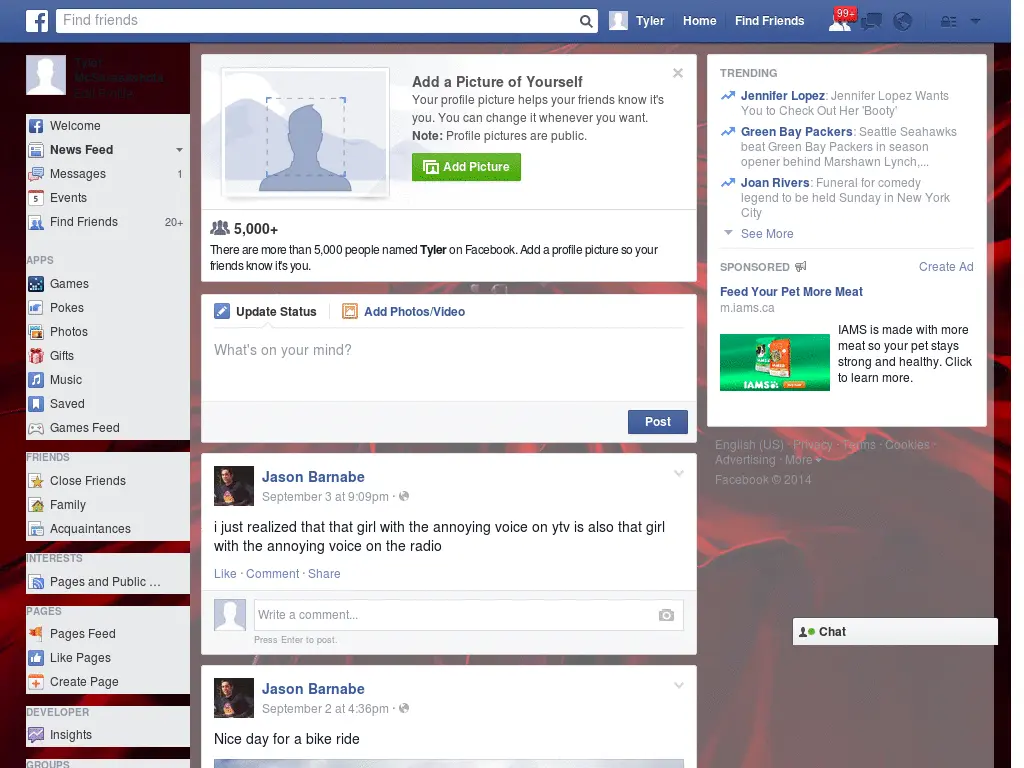 Find friends
Tyler
Home
Find Friends
99+
Tyler
Welcome
News Feed
Messages 1
5
Events
Find Friends 20+
APPS
Games
Pokes
Photos
Gifts
Music
Saved
Games Feed
FRIENDS
Close Friends
Family
Acquaintances
INTERESTS
Pages and Public ...
PAGES
Pages Feed
Like Pages
Create Page
DEVELOPER
Insights
GROUPS
Add a Picture of Yourself
Your profile picture helps your friends know it's
you. You can change it whenever you want.
Note: Profile pictures are public.
Add Picture
5,000+
There are more than 5,000 people named Tyler on Facebook. Add a profile picture so your
friends know it's you.
Update Status
Add Photos/Video
What's on your mind?
Post
Jason Barnabe
September 3 at 9:09pm ·
i just realized that that girl with the annoying voice on ytv is also that girl
with the annoying voice on the radio
Like · Comment · Share
Write a comment...
Press Enter to post.
Jason Barnabe
September 2 at 4:36pm ·
Nice day for a bike ride
TRENDING
Jennifer Lopez: Jennifer Lopez Wants
You to Check Out Her 'Booty'
Green Bay Packers: Seattle Seahawks
beat Green Bay Packers in season
opener behind Marshawn Lynch,...
Joan Rivers: Funeral for comedy
legend to be held Sunday in New York
City
See More
SPONSORED
Create Ad
Feed Your Pet More Meat
m.iams.ca
IAMS
IAMS is made with more
meat so your pet stays
strong and healthy. Click
to learn more.
English (US) · Privacy · Terms · Cookies ·
Advertising · More
Facebook © 2014
Chat